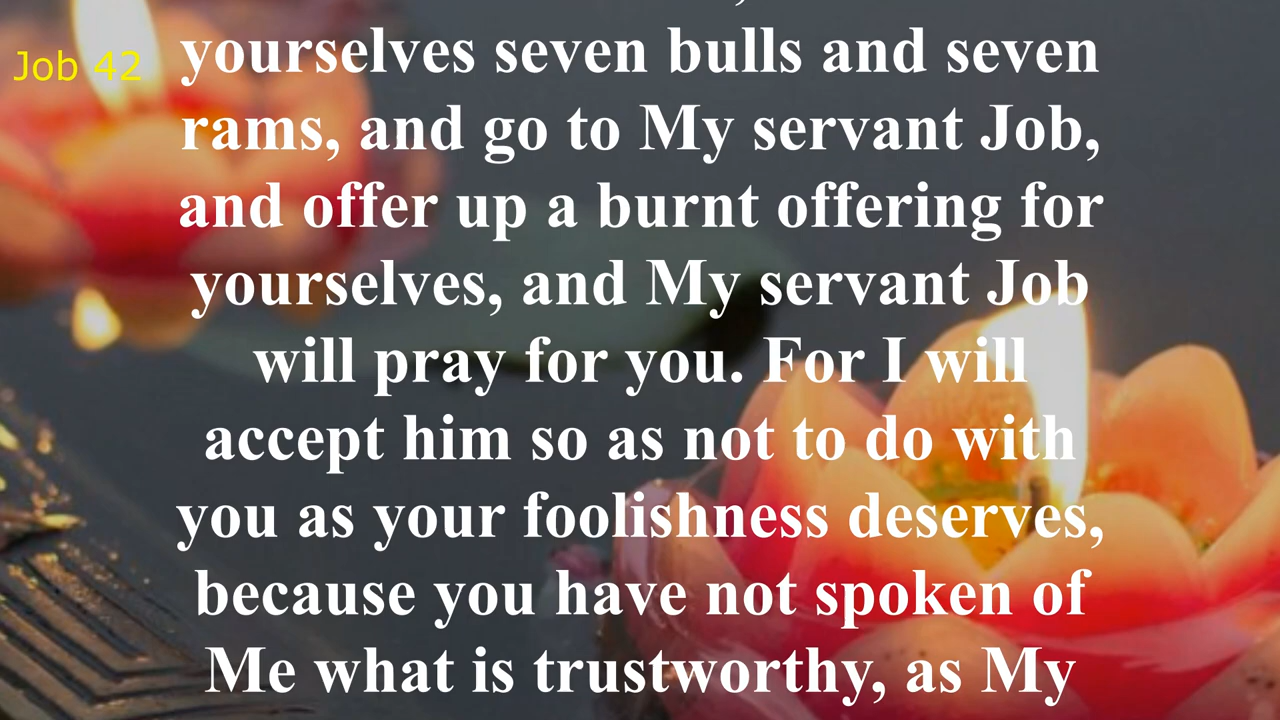 Job 42
yourselves seven bulls and seven
rams, and go to My servant Job,
and offer up a burnt offering for
yourselves, and My servant Job
will pray for you. For I will
accept him so as not to do with
you as your foolishness deserves,
because you have not spoken of
Me what is trustworthy, as My